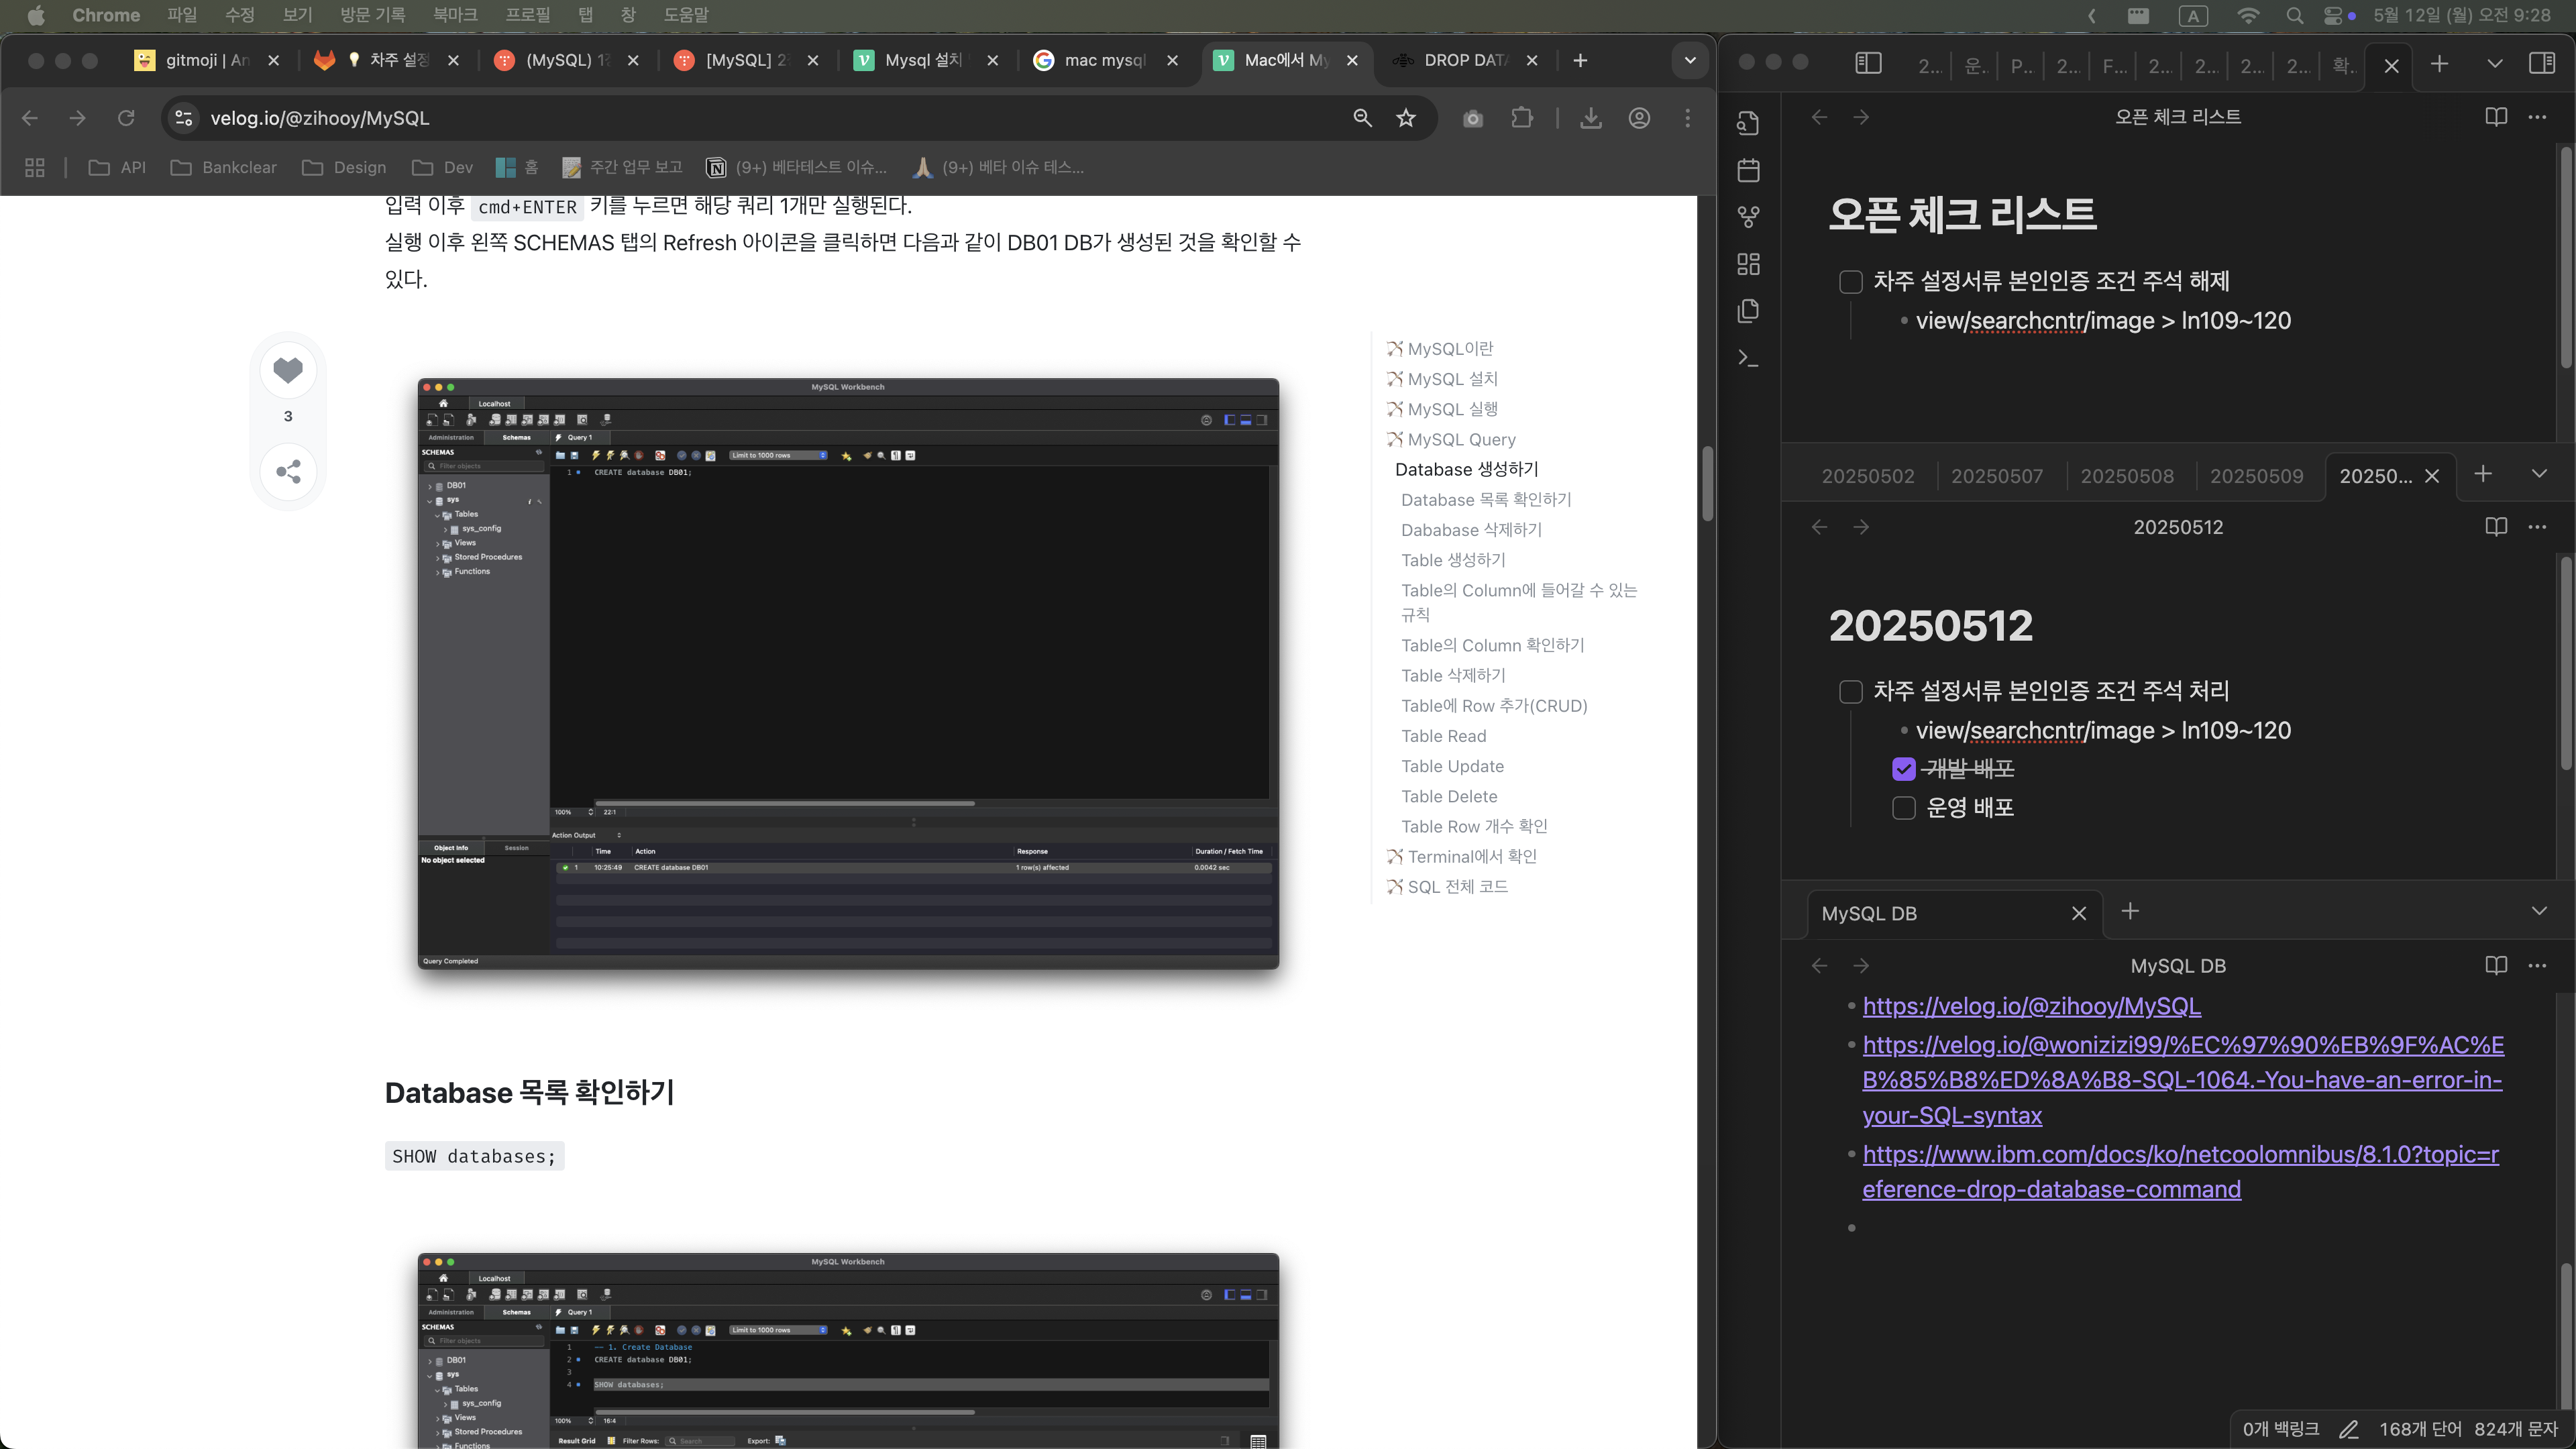 Chrome 파일 수정 보기 방문 기록 북마크 프로필 탭 창 도움말
A 5월 12일 (월) 오전 9:28
gitmoji | An
차주 설정
(MySQL) 1
[MySQL] 2
Mysql 설치
mac mysql
Mac에서 My
DROP DATA
velog.io/@zihooy/MySQL
API Bankclear Design Dev 홈 주간 업무 보고 (9+) 베타테스트 이슈... (9+) 베타 이슈 테스...
입력 이후 cmd+ENTER 키를 누르면 해당 쿼리 1개만 실행된다.
실행 이후 왼쪽 SCHEMAS 탭의 Refresh 아이콘을 클릭하면 다음과 같이 DB01 DB가 생성된 것을 확인할 수
있다.
3
MySQL Workbench
Localhost
Administration Schemas Query 1
SCHEMAS
Limit to 1000 rows
Filter objects
1 CREATE database DB01;
DB01
sys
Tables
sys_config
Views
Stored Procedures
Functions
100% 22:1
Action Output
Object Info Session
No object selected
Time Action Response Duration / Fetch Time
1 10:25:49 CREATE database DB01 1 row(s) affected 0.0042 sec
Query Completed
MySQL이란
MySQL 설치
MySQL 실행
MySQL Query
Database 생성하기
Database 목록 확인하기
Dababase 삭제하기
Table 생성하기
Table의 Column에 들어갈 수 있는
규칙
Table의 Column 확인하기
Table 삭제하기
Table에 Row 추가(CRUD)
Table Read
Table Update
Table Delete
Table Row 개수 확인
Terminal에서 확인
SQL 전체 코드
Database 목록 확인하기
SHOW databases;
MySQL Workbench
Localhost
Administration Schemas Query 1
SCHEMAS
Limit to 1000 rows
Filter objects
1 -- 1. Create Database
2 CREATE database DB01;
3
4 SHOW databases;
DB01
sys
Tables
sys_config
Views
Stored Procedures
Functions
100% 16:4
Result Grid Filter Rows: Search Export:
2... 운.. P... 2... F... 2... 2... 2... 2... 확..
오픈 체크 리스트
오픈 체크 리스트
차주 설정서류 본인인증 조건 주석 해제
view/searchcntr/image > ln109~120
20250502 20250507 20250508 20250509 20250...
20250512
20250512
차주 설정서류 본인인증 조건 주석 처리
view/searchcntr/image > ln109~120
개발 배포
운영 배포
MySQL DB
MySQL DB
https://velog.io/@zihooy/MySQL
https://velog.io/@wonizizi99/%EC%97%90%EB%9F%AC%E
B%85%B8%ED%8A%B8-SQL-1064.-You-have-an-error-in-
your-SQL-syntax
https://www.ibm.com/docs/ko/netcoolomnibus/8.1.0?topic=r
eference-drop-database-command
0개 백링크 168개 단어 824개 문자